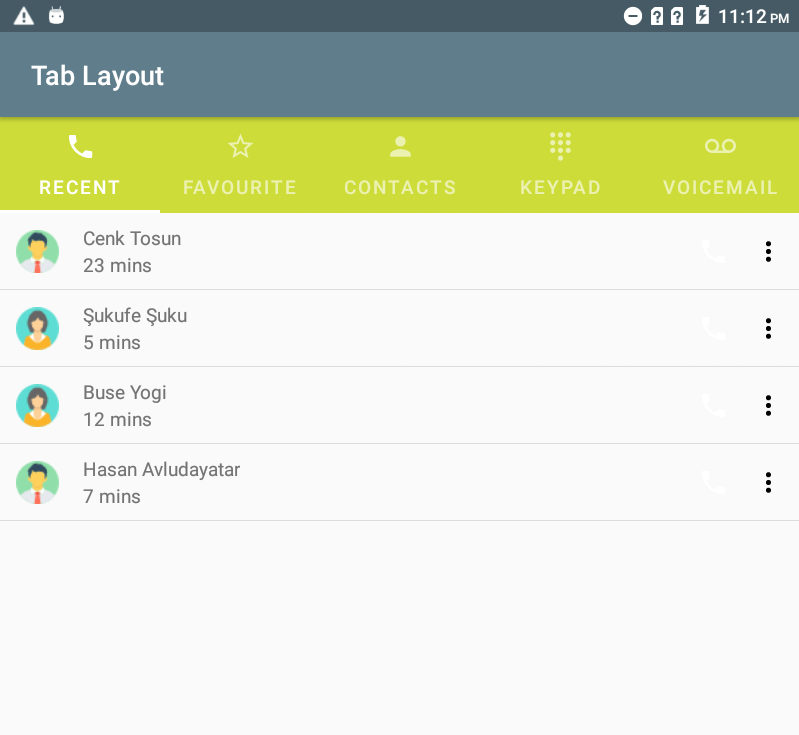 11:12 PM
Tab Layout
RECENT FAVOURITE CONTACTS KEYPAD VOICEMAIL
Cenk Tosun
23 mins
Şukufe Şuku
5 mins
Buse Yogi
12 mins
Hasan Avludayatar
7 mins